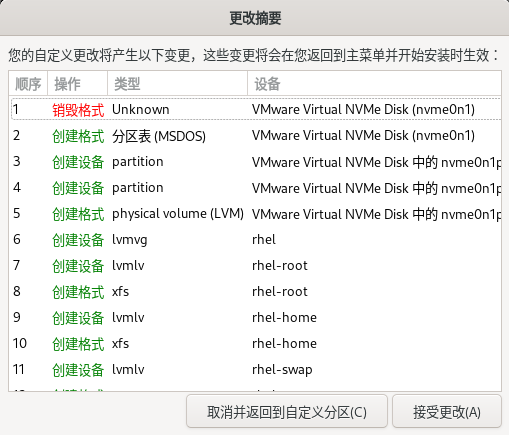 更改摘要
您的自定义更改将产生以下变更，这些变更将会在您返回到主菜单并开始安装时生效：
顺序 操作 类型 设备
1 销毁格式 Unknown VMware Virtual NVMe Disk (nvme0n1)
2 创建格式 分区表 (MSDOS) VMware Virtual NVMe Disk (nvme0n1)
3 创建设备 partition VMware Virtual NVMe Disk 中的 nvme0n1p
4 创建设备 partition VMware Virtual NVMe Disk 中的 nvme0n1p
5 创建格式 physical volume (LVM) VMware Virtual NVMe Disk 中的 nvme0n1p
6 创建设备 lvmvg rhel
7 创建设备 lvmlv rhel-root
8 创建格式 xfs rhel-root
9 创建设备 lvmlv rhel-home
10 创建格式 xfs rhel-home
11 创建设备 lvmlv rhel-swap
取消并返回到自定义分区(C) 接受更改(A)